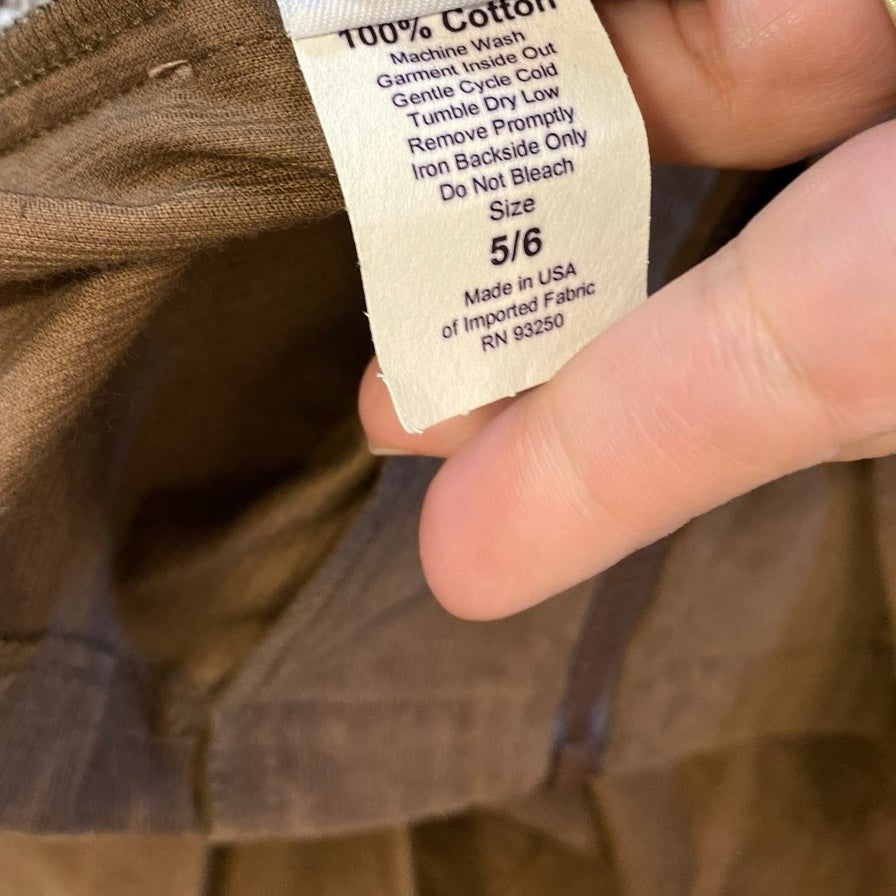 100% Cotton
Machine Wash
Garment Inside Out
Gentle Cycle Cold
Tumble Dry Low
Remove Promptly
Iron Backside Only
Do Not Bleach
Size
5/6
Made in USA
of Imported Fabric
RN 93250